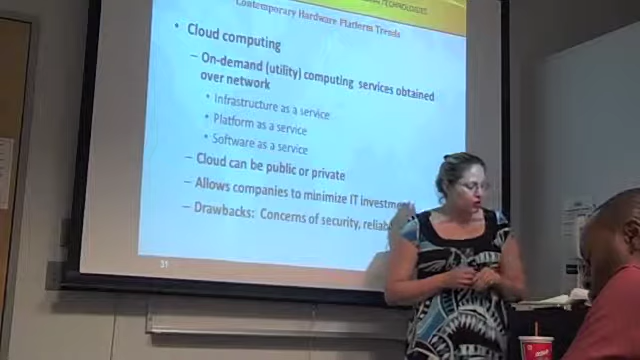 TECHNOLOGIES
Contemporary Hardware Platform Trends
• Cloud computing
– On-demand (utility) computing services obtained
over network
• Infrastructure as a service
• Platform as a service
• Software as a service
– Cloud can be public or private
– Allows companies to minimize IT investment
– Drawbacks: Concerns of security,
31